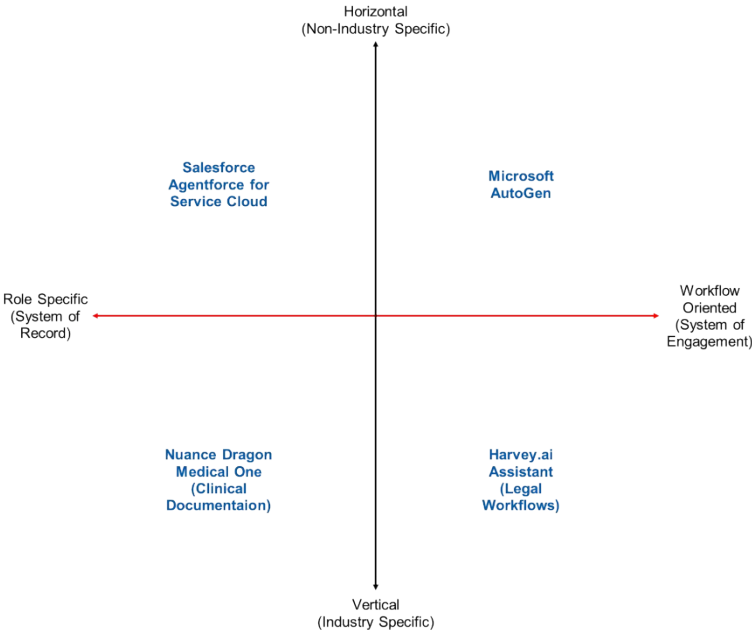 Horizontal
(Non-Industry Specific)
Salesforce
Agentforce for
Service Cloud
Microsoft
AutoGen
Role Specific
(System of
Record)
Workflow
Oriented
(System of
Engagement)
Nuance Dragon
Medical One
(Clinical
Documentaion)
Harvey.ai
Assistant
(Legal
Workflows)
Vertical
(Industry Specific)